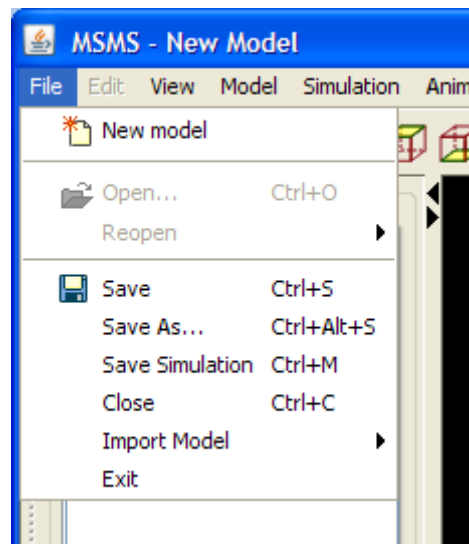 MSMS - New Model
File Edit View Model Simulation Anim
New model
Open... Ctrl+O
Reopen
Save Ctrl+S
Save As... Ctrl+Alt+S
Save Simulation Ctrl+M
Close Ctrl+C
Import Model
Exit